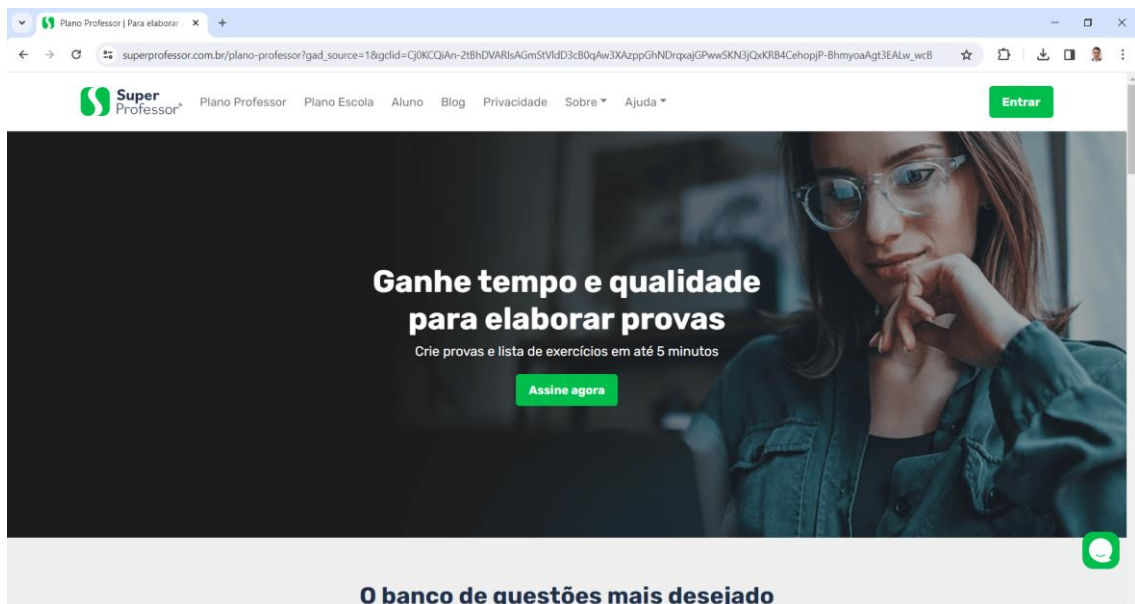 Plano Professor | Para elaborar
superprofessor.com.br/plano-professor?gad_source=1&gclid=Cj0KCQiAn-2tBhDVARIsAGmStVldD3cB0qAw3XAzppGhNDrqxajGPwwSKN3jQxKRB4CehopjP-BhmyoaAgt3EALw_wcB
Super Professor®
Plano Professor Plano Escola Aluno Blog Privacidade Sobre Ajuda
Entrar
Ganhe tempo e qualidade
para elaborar provas
Crie provas e lista de exercícios em até 5 minutos
Assine agora
O banco de questões mais desejado